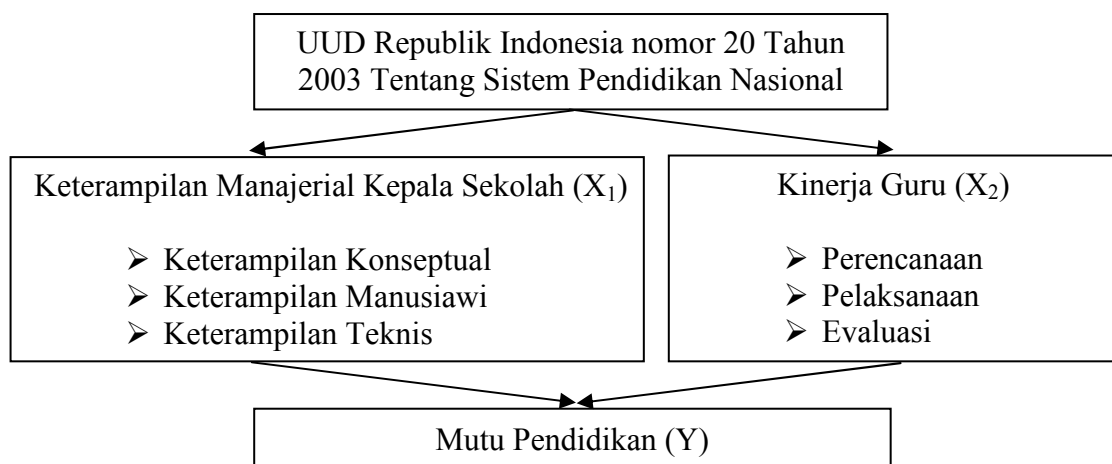 UUD Republik Indonesia nomor 20 Tahun
2003 Tentang Sistem Pendidikan Nasional
Keterampilan Manajerial Kepala Sekolah (X₁)
➢ Keterampilan Konseptual
➢ Keterampilan Manusiawi
➢ Keterampilan Teknis
Kinerja Guru (X₂)
➢ Perencanaan
➢ Pelaksanaan
➢ Evaluasi
Mutu Pendidikan (Y)